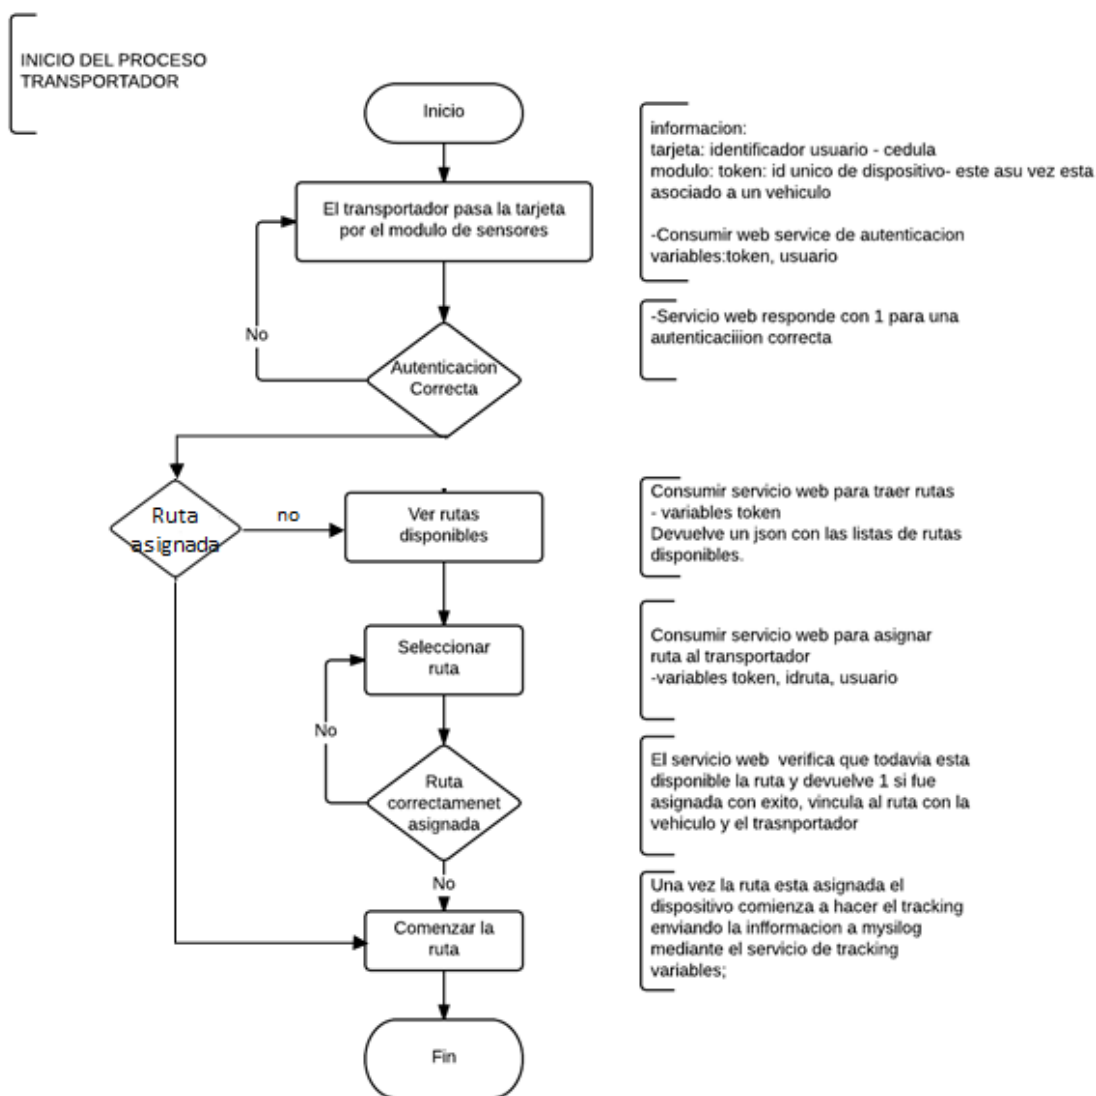 INICIO DEL PROCESO
TRANSPORTADOR
Inicio
informacion:
tarjeta: identificador usuario - cedula
modulo: token: id unico de dispositivo- este asu vez esta
asociado a un vehiculo
-Consumir web service de autenticacion
variables:token, usuario
El transportador pasa la tarjeta
por el modulo de sensores
-Servicio web responde con 1 para una
autenticaciiion correcta
No
Autenticacion
Correcta
Ruta
asignada
no
Ver rutas
disponibles
Consumir servicio web para traer rutas
- variables token
Devuelve un json con las listas de rutas
disponibles.
Seleccionar
ruta
Consumir servicio web para asignar
ruta al transportador
-variables token, idruta, usuario
No
Ruta
correctamenet
asignada
El servicio web  verifica que todavia esta
disponible la ruta y devuelve 1 si fue
asignada con exito, vincula al ruta con la
vehiculo y el trasnportador
No
Comenzar la
ruta
Una vez la ruta esta asignada el
dispositivo comienza a hacer el tracking
enviando la infformacion a mysilog
mediante el servicio de tracking
variables;
Fin